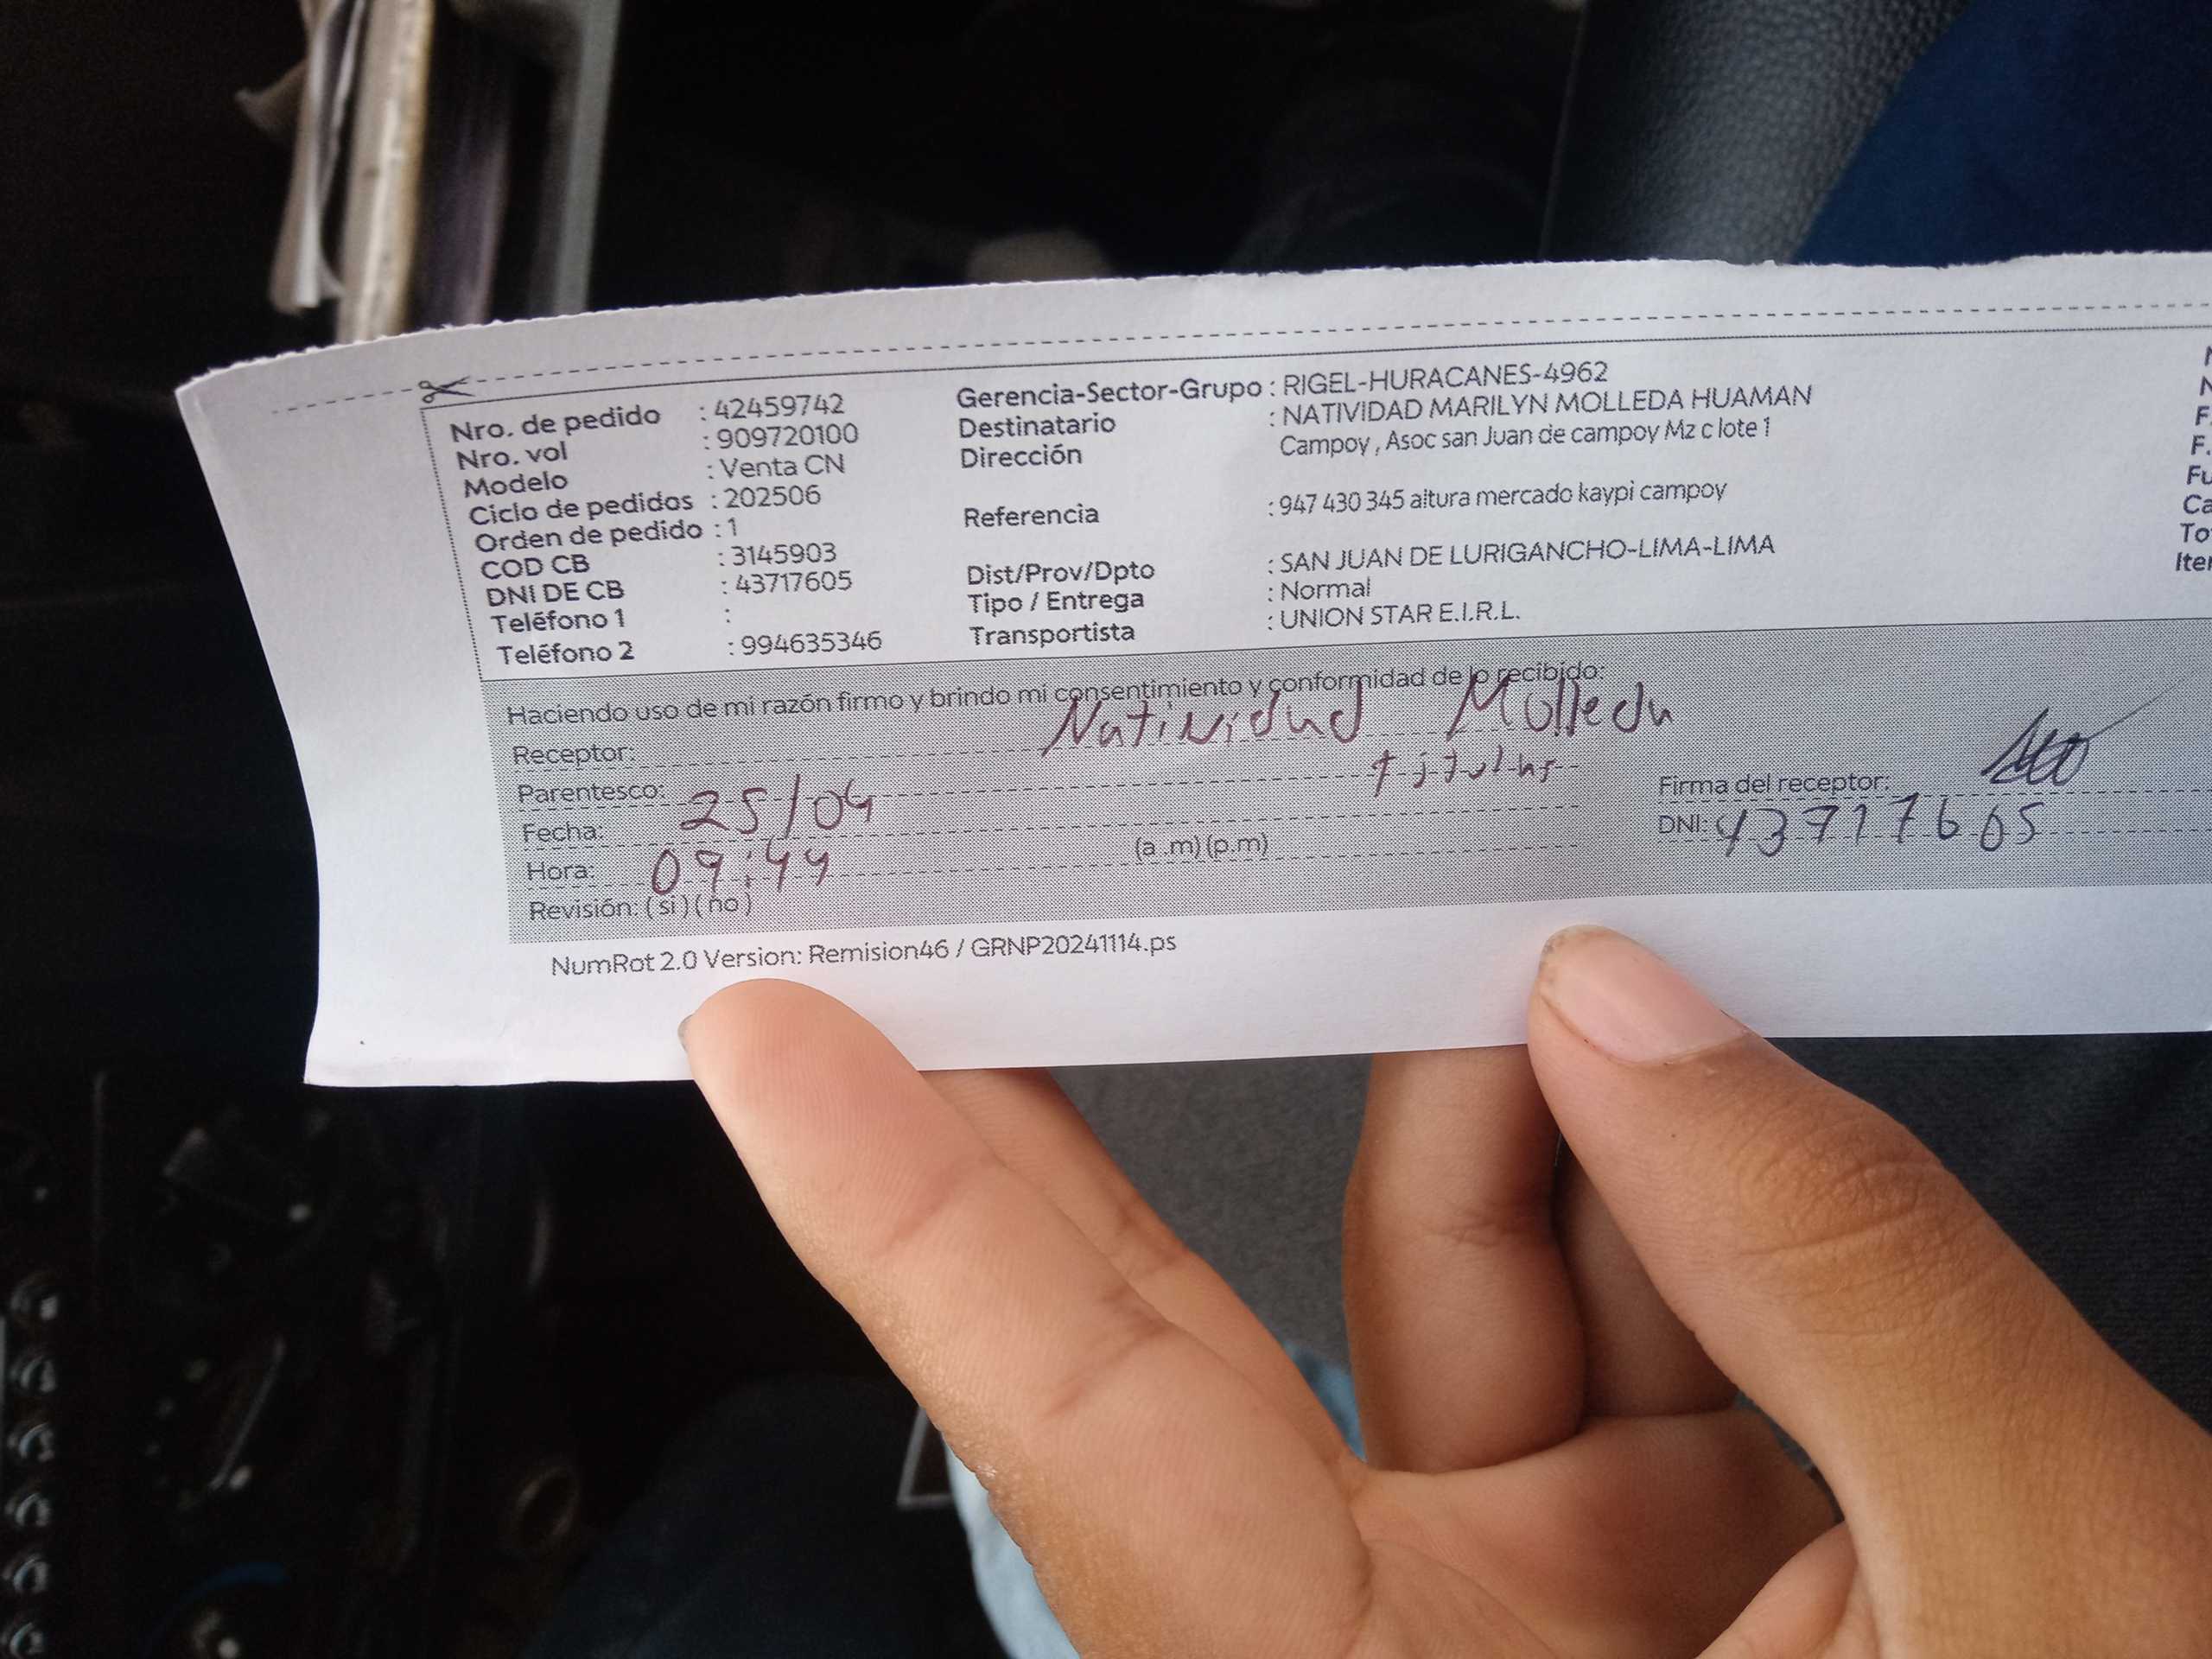 Nro. de pedido : 42459742
Nro. vol : 909720100
Modelo : Venta CN
Ciclo de pedidos : 202506
Orden de pedido : 1
COD CB : 3145903
DNI DE CB : 43717605
Teléfono 1 :
Teléfono 2 : 994635346
Gerencia-Sector-Grupo : RIGEL-HURACANES-4962
Destinatario : NATIVIDAD MARILYN MOLLEDA HUAMAN
Dirección Campoy , Asoc san Juan de campoy Mz c lote 1
Referencia : 947 430 345 altura mercado kaypi campoy
Dist/Prov/Dpto : SAN JUAN DE LURIGANCHO-LIMA-LIMA
Tipo / Entrega : Normal
Transportista : UNION STAR E.I.R.L.
F.
Fu
Ca
To
Haciendo uso de mi razón firmo y brindo mi consentimiento y conformidad de lo recibido:
Receptor: Natividad Molleda
Parentesco: titular
Fecha: 25/04
Hora: 09:44 (a .m) (p.m)
Revisión: ( si ) ( no )
Firma del receptor:
DNI: 43717605
NumRot 2.0 Version: Remision46 / GRNP20241114.ps